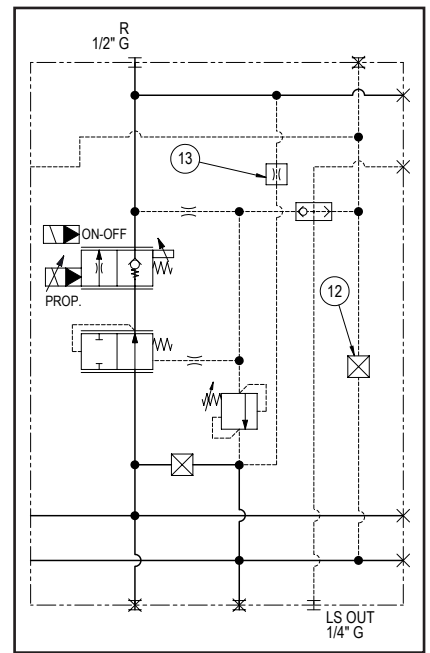 R
1/2" G
13
ON-OFF
PROP.
12
LS OUT
1/4" G